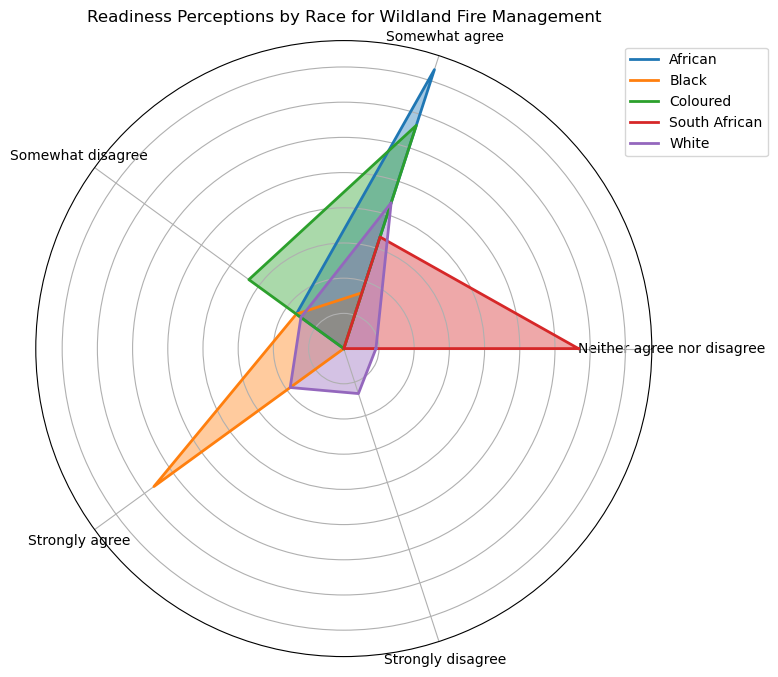 Readiness Perceptions by Race for Wildland Fire Management
Somewhat agree
African
Black
Coloured
South African
White
Somewhat disagree
Neither agree nor disagree
Strongly agree
Strongly disagree